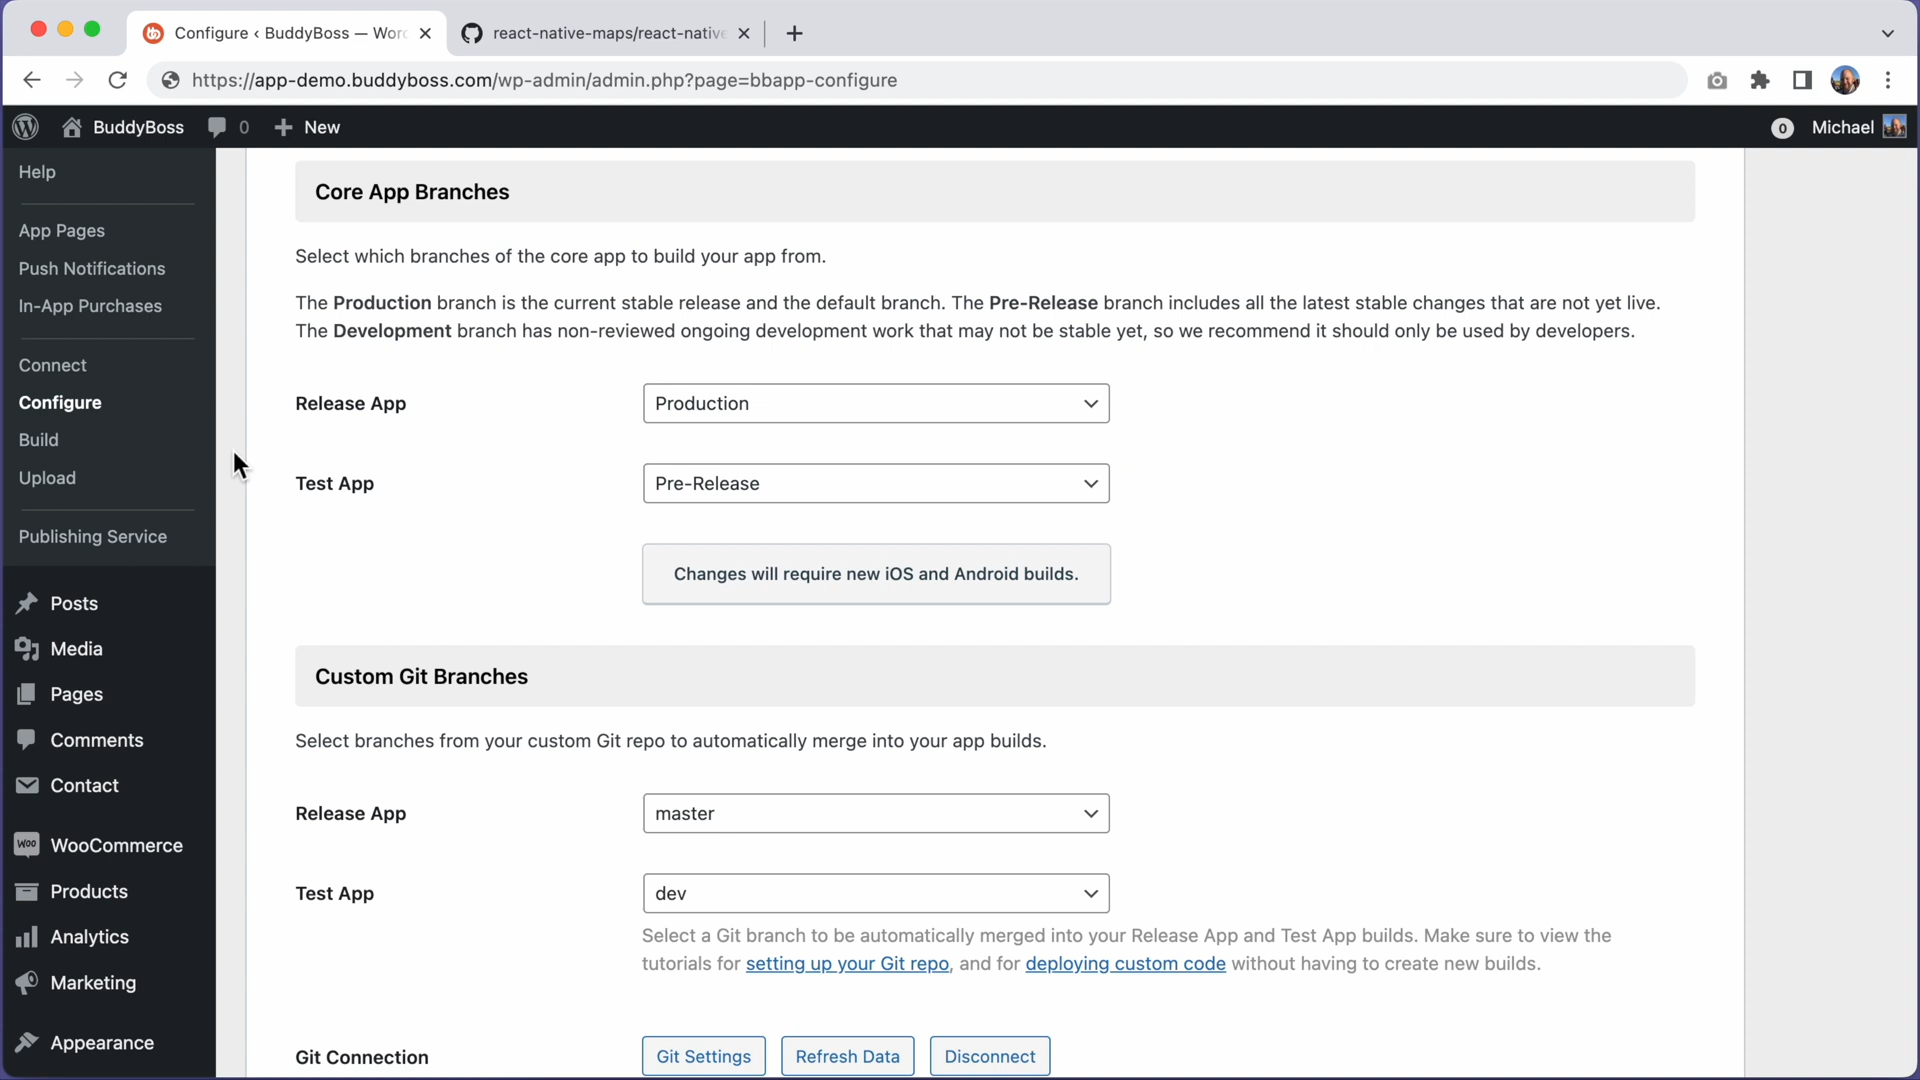 Configure ‹ BuddyBoss — Word
react-native-maps/react-native
https://app-demo.buddyboss.com/wp-admin/admin.php?page=bbapp-configure
BuddyBoss
0
New
0
Michael
Help
App Pages
Push Notifications
In-App Purchases
Connect
Configure
Build
Upload
Publishing Service
Posts
Media
Pages
Comments
Contact
Woo
WooCommerce
Products
Analytics
Marketing
Appearance
Core App Branches
Select which branches of the core app to build your app from.
The Production branch is the current stable release and the default branch. The Pre-Release branch includes all the latest stable changes that are not yet live.
The Development branch has non-reviewed ongoing development work that may not be stable yet, so we recommend it should only be used by developers.
Release App
Production
Test App
Pre-Release
Changes will require new iOS and Android builds.
Custom Git Branches
Select branches from your custom Git repo to automatically merge into your app builds.
Release App
master
Test App
dev
Select a Git branch to be automatically merged into your Release App and Test App builds. Make sure to view the
tutorials for setting up your Git repo, and for deploying custom code without having to create new builds.
Git Connection
Git Settings
Refresh Data
Disconnect